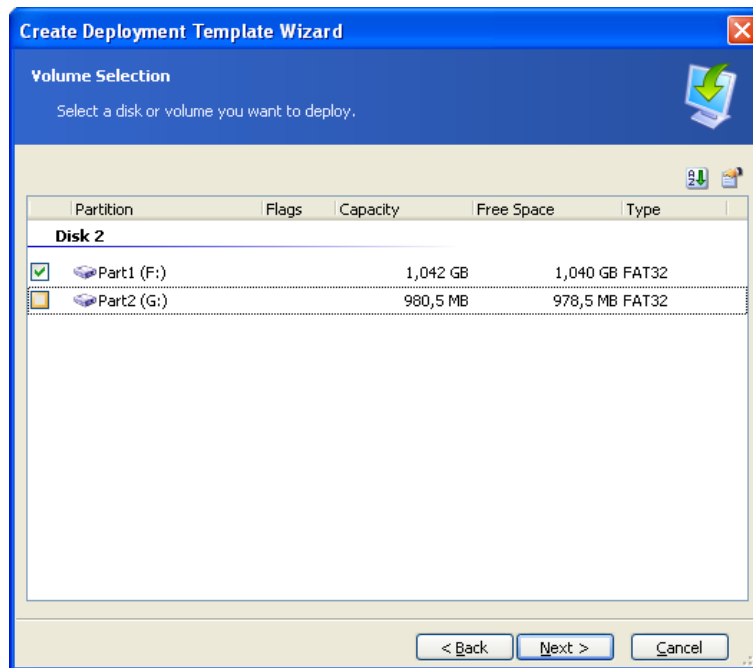 Create Deployment Template Wizard
Volume Selection
Select a disk or volume you want to deploy.
Partition Flags Capacity Free Space Type
Disk 2
Part1 (F:) 1,042 GB 1,040 GB FAT32
Part2 (G:) 980,5 MB 978,5 MB FAT32
< Back Next > Cancel